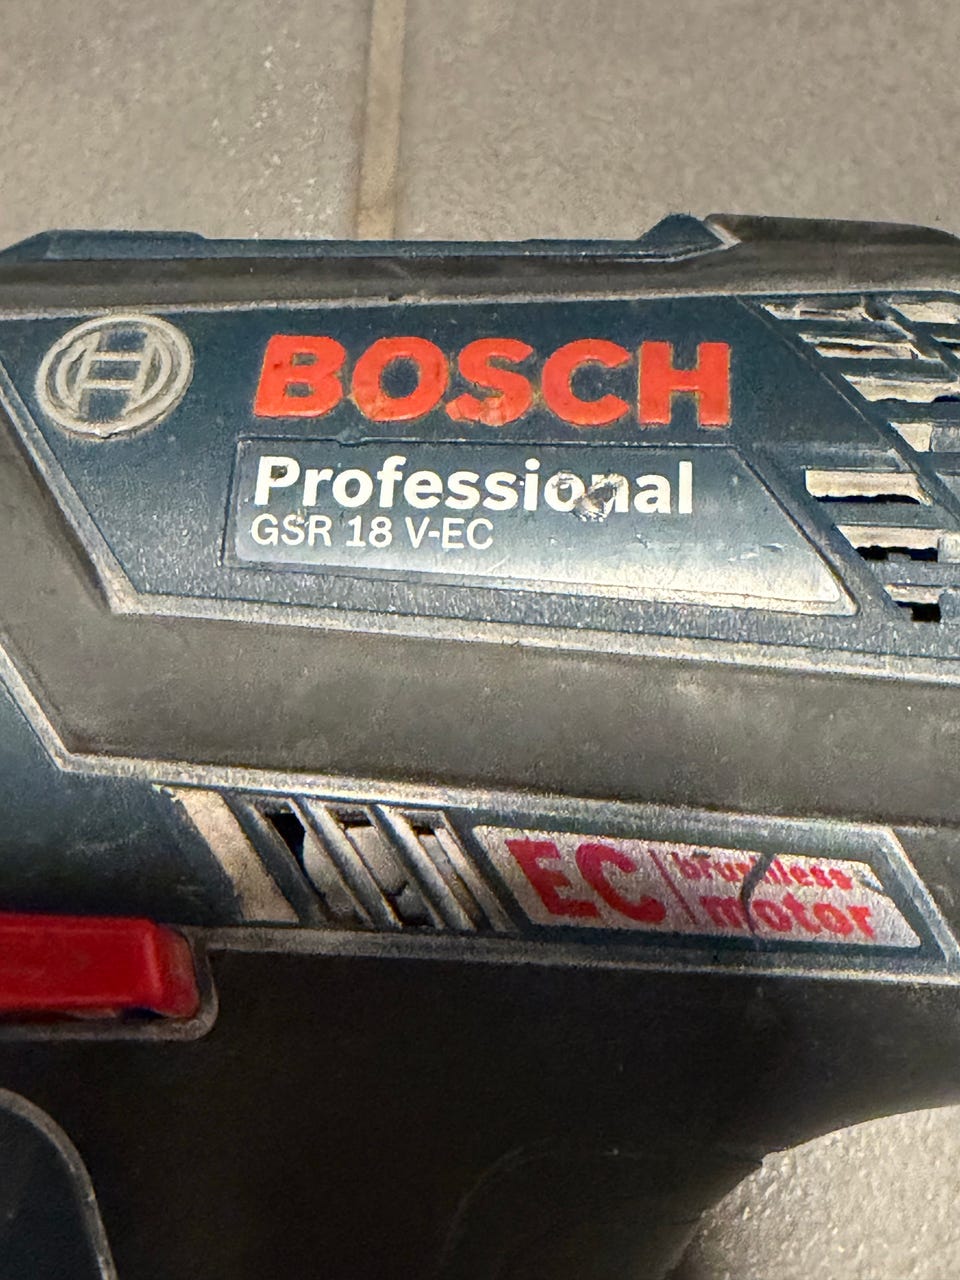 BOSCH
Professional
GSR 18 V-EC
EC
brushless
motor